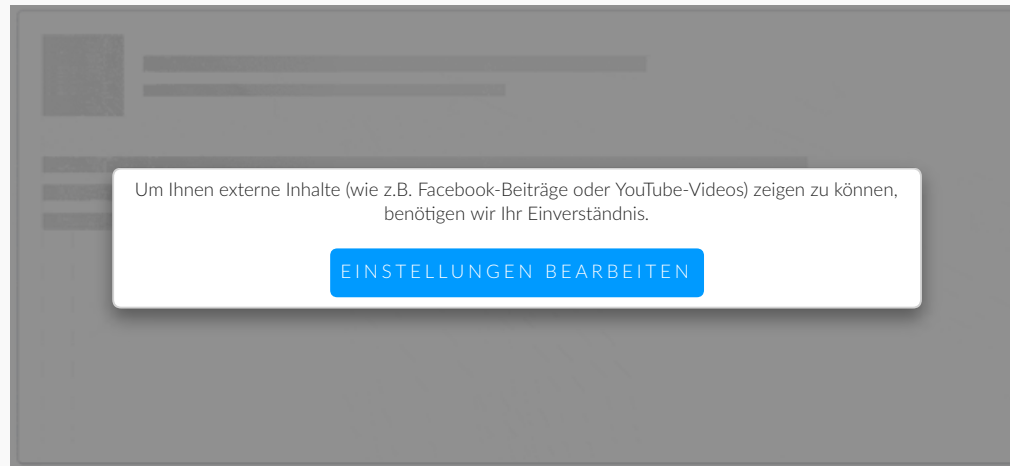 Um Ihnen externe Inhalte (wie z.B. Facebook-Beiträge oder YouTube-Videos) zeigen zu können,
benötigen wir Ihr Einverständnis.
EINSTELLUNGEN BEARBEITEN